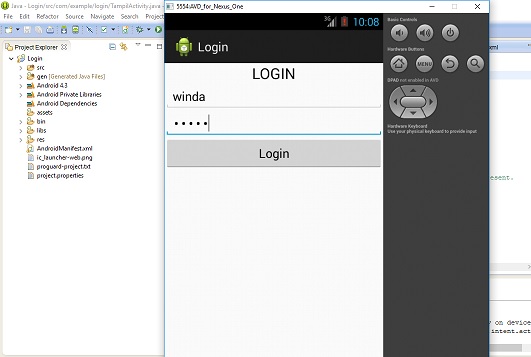 Java - Login/src/com/example/login/TampilActivity.java
File Edit Refactor Source Navigate Search Project
Project Explorer
Login
src
gen [Generated Java Files]
Android 4.3
Android Private Libraries
Android Dependencies
assets
bin
libs
res
AndroidManifest.xml
ic_launcher-web.png
proguard-project.txt
project.properties
5554:AVD_for_Nexus_One
3G 10:08
Login
LOGIN
winda
•••••
Login
Basic Controls
Hardware Buttons
MENU
DPAD not enabled in AVD
Hardware Keyboard
Use your physical keyboard to provide input
xml
esent.
y on device
intent.act